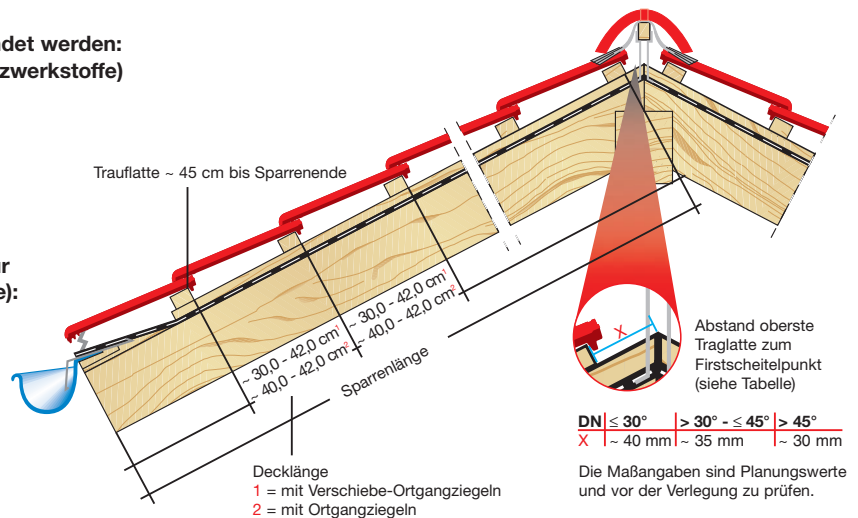 ndet werden:
zwerkstoffe)
Trauflatte ~ 45 cm bis Sparrenende
ur
e):
~ 30,0 - 42,0 cm¹
~ 40,0 - 42,0 cm²
~ 30,0 - 42,0 cm¹
~ 40,0 - 42,0 cm²
Sparrenlänge
X
Abstand oberste
Traglatte zum
Firstscheitelpunkt
(siehe Tabelle)
DN ≤ 30° > 30° - ≤ 45° > 45°
X ~ 40 mm ~ 35 mm ~ 30 mm
Decklänge
1 = mit Verschiebe-Ortgangziegeln
2 = mit Ortgangziegeln
Die Maßangaben sind Planungswerte
und vor der Verlegung zu prüfen.